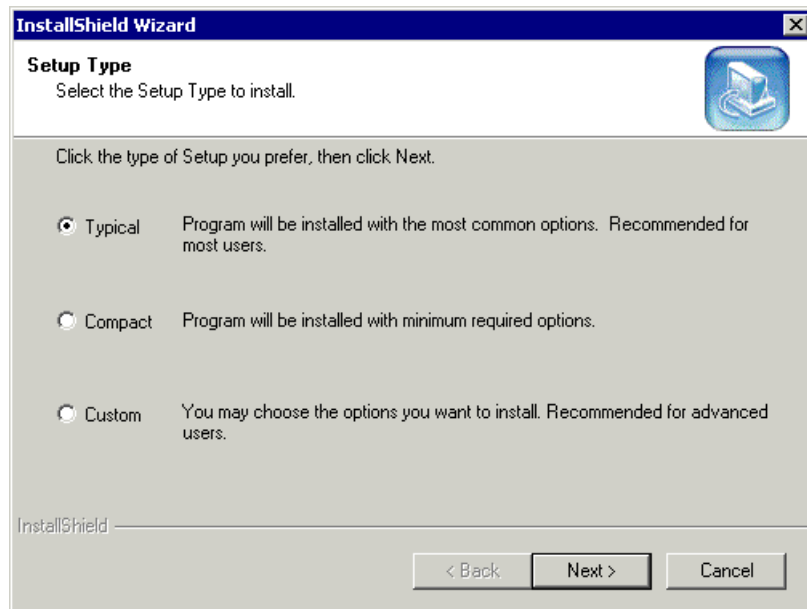 InstallShield Wizard
Setup Type
Select the Setup Type to install.
Click the type of Setup you prefer, then click Next.
Typical
Program will be installed with the most common options.  Recommended for
most users.
Compact
Program will be installed with minimum required options.
Custom
You may choose the options you want to install. Recommended for advanced
users.
InstallShield
< Back
Next >
Cancel